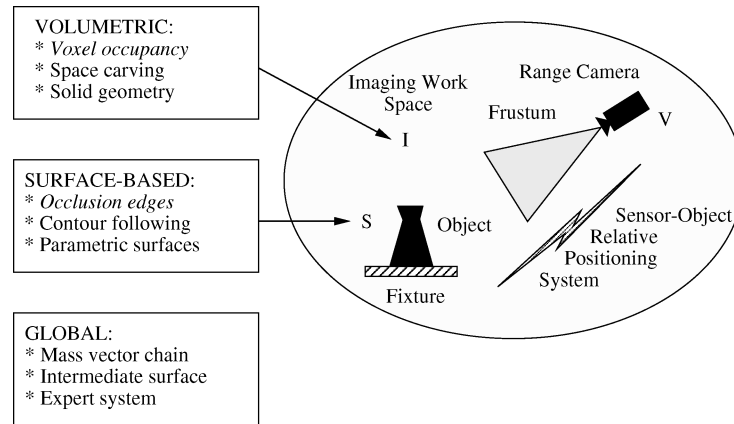 VOLUMETRIC:
* Voxel occupancy
* Space carving
* Solid geometry
SURFACE-BASED:
* Occlusion edges
* Contour following
* Parametric surfaces
GLOBAL:
* Mass vector chain
* Intermediate surface
* Expert system
Imaging Work
Space
I
Range Camera
Frustum
V
S
Object
Fixture
Sensor-Object
Relative
Positioning
System